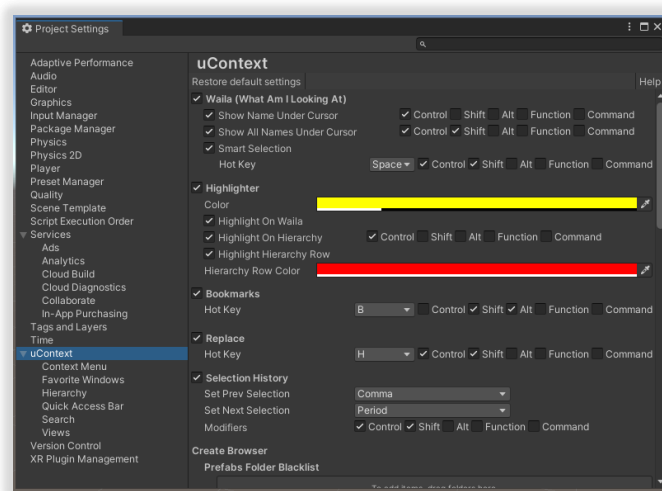 Project Settings
uContext
Restore default settings
Help
Adaptive Performance
Audio
Editor
Graphics
Input Manager
Package Manager
Physics
Physics 2D
Player
Preset Manager
Quality
Scene Template
Script Execution Order
Services
Ads
Analytics
Cloud Build
Cloud Diagnostics
Collaborate
In-App Purchasing
Tags and Layers
Time
uContext
Context Menu
Favorite Windows
Hierarchy
Quick Access Bar
Search
Views
Version Control
XR Plugin Management
Waila (What Am I Looking At)
Show Name Under Cursor Control Shift Alt Function Command
Show All Names Under Cursor Control Shift Alt Function Command
Smart Selection
Hot Key Space Control Shift Alt Function Command
Highlighter
Color
Highlight On Waila
Highlight On Hierarchy Control Shift Alt Function Command
Highlight Hierarchy Row
Hierarchy Row Color
Bookmarks
Hot Key B Control Shift Alt Function Command
Replace
Hot Key H Control Shift Alt Function Command
Selection History
Set Prev Selection Comma
Set Next Selection Period
Modifiers Control Shift Alt Function Command
Create Browser
Prefabs Folder Blacklist
To add items, drag folders here